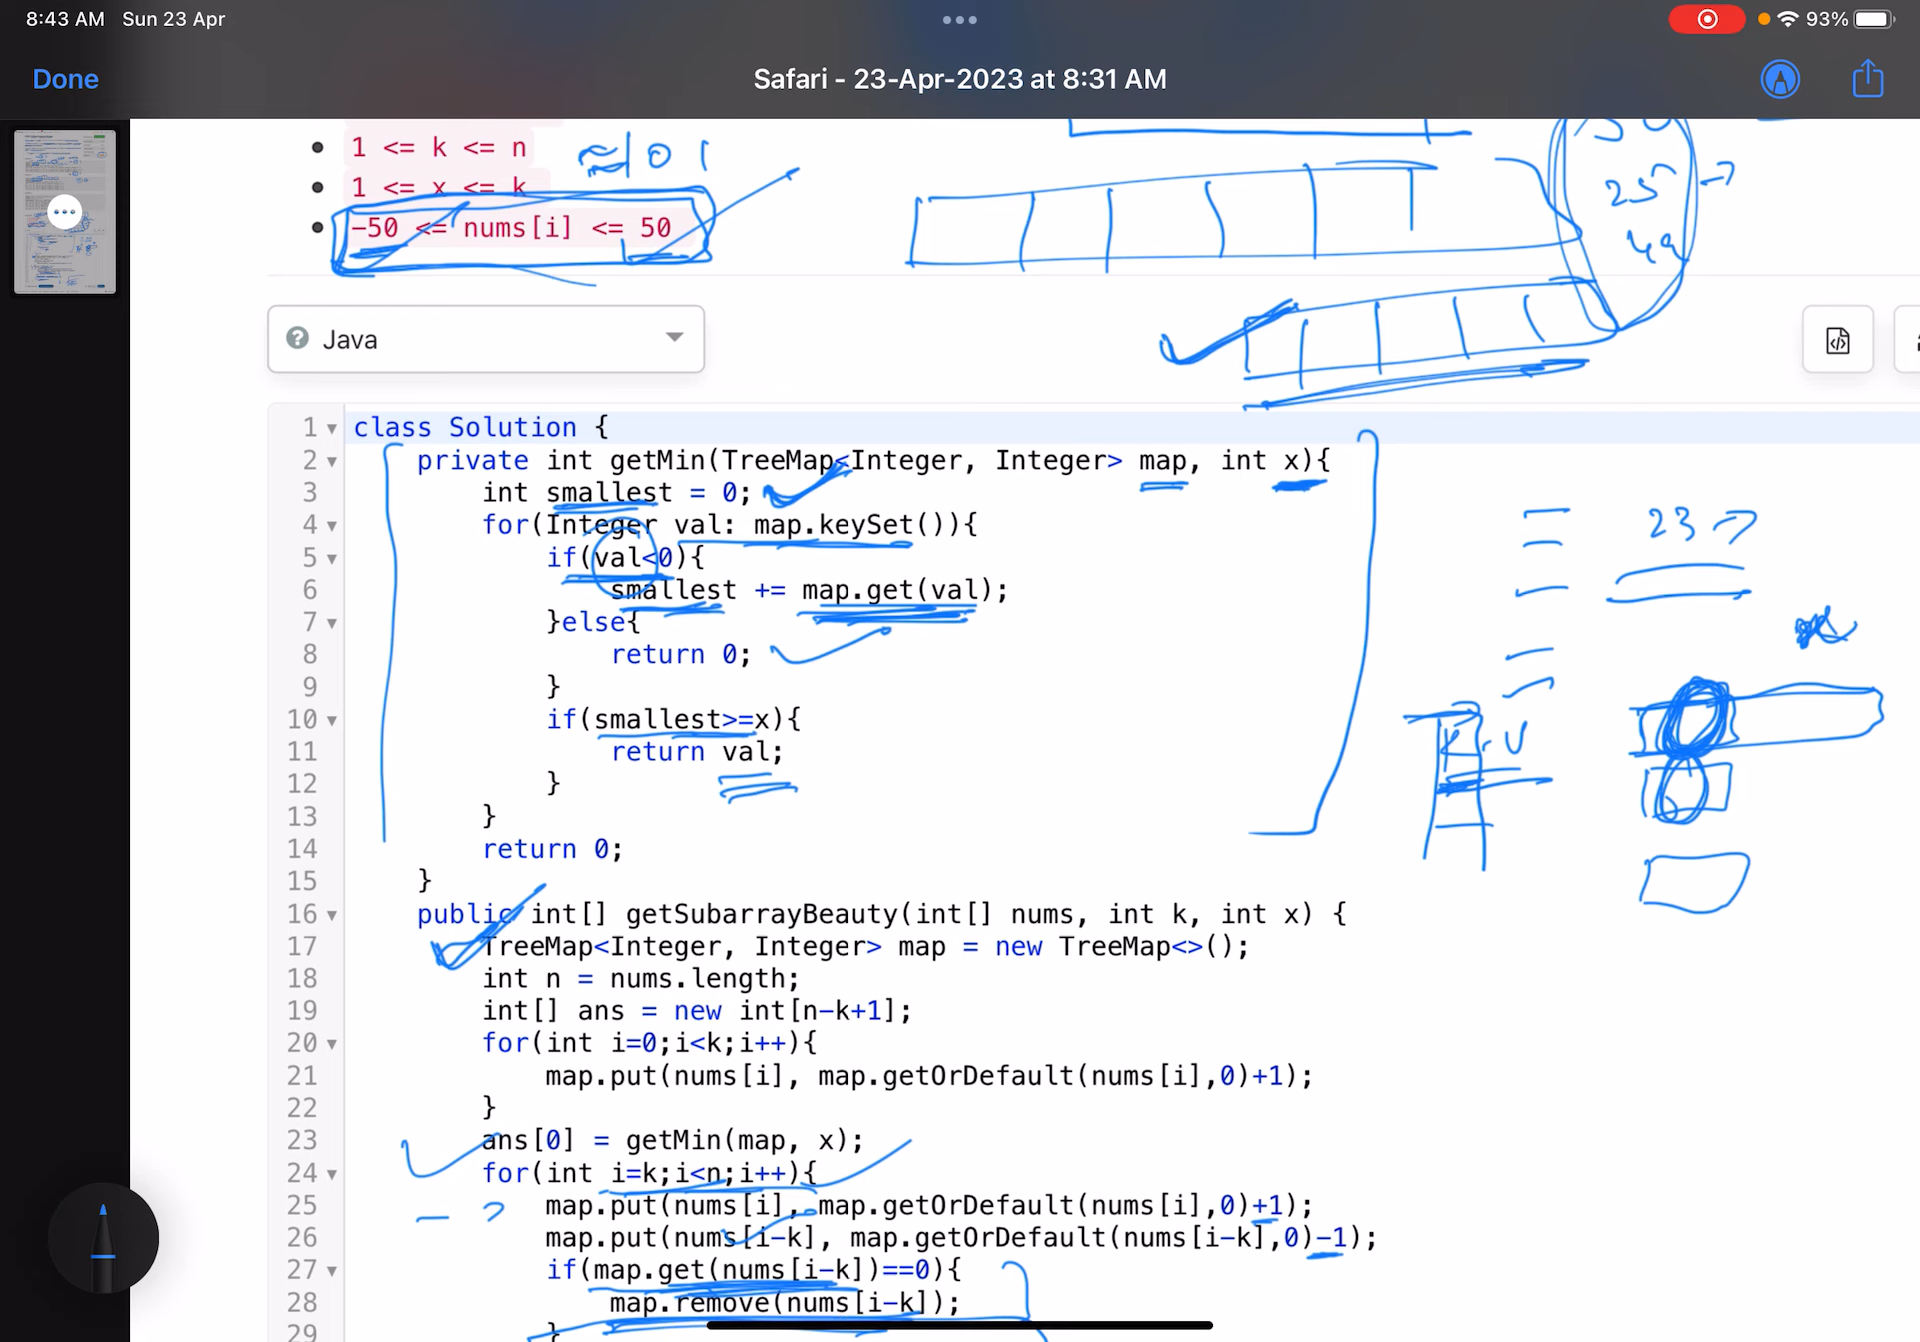 8:43 AM Sun 23 Apr
93%
Done
Safari - 23-Apr-2023 at 8:31 AM
1 <= k <= n
≈101
1 <= x <= k
-50 <= nums[i] <= 50
25
49
Java
1 class Solution {
2 private int getMin(TreeMap<Integer, Integer> map, int x){
3 int smallest = 0;
4 for(Integer val: map.keySet()){
23
5 if(val<0){
6 smallest += map.get(val);
7 }else{
8 return 0;
9 }
10 if(smallest>=x){
K, V
11 return val;
12 }
13 }
14 return 0;
15 }
16 public int[] getSubarrayBeauty(int[] nums, int k, int x) {
17 TreeMap<Integer, Integer> map = new TreeMap<>();
18 int n = nums.length;
19 int[] ans = new int[n-k+1];
20 for(int i=0;i<k;i++){
21 map.put(nums[i], map.getOrDefault(nums[i],0)+1);
22 }
23 ans[0] = getMin(map, x);
24 for(int i=k;i<n;i++){
25 map.put(nums[i], map.getOrDefault(nums[i],0)+1);
26 map.put(nums[i-k], map.getOrDefault(nums[i-k],0)-1);
27 if(map.get(nums[i-k])==0){
28 map.remove(nums[i-k]);
29 }